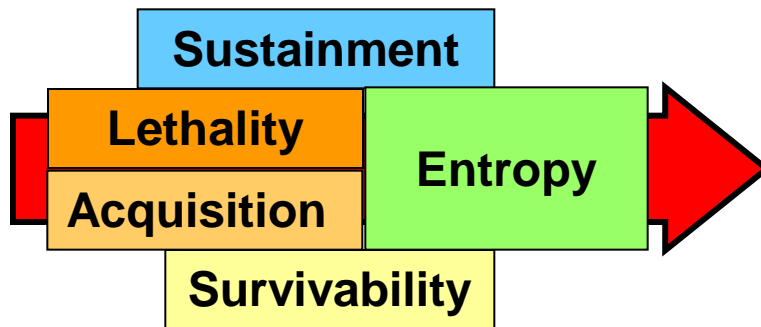 Sustainment
Lethality
Entropy
Acquisition
Survivability